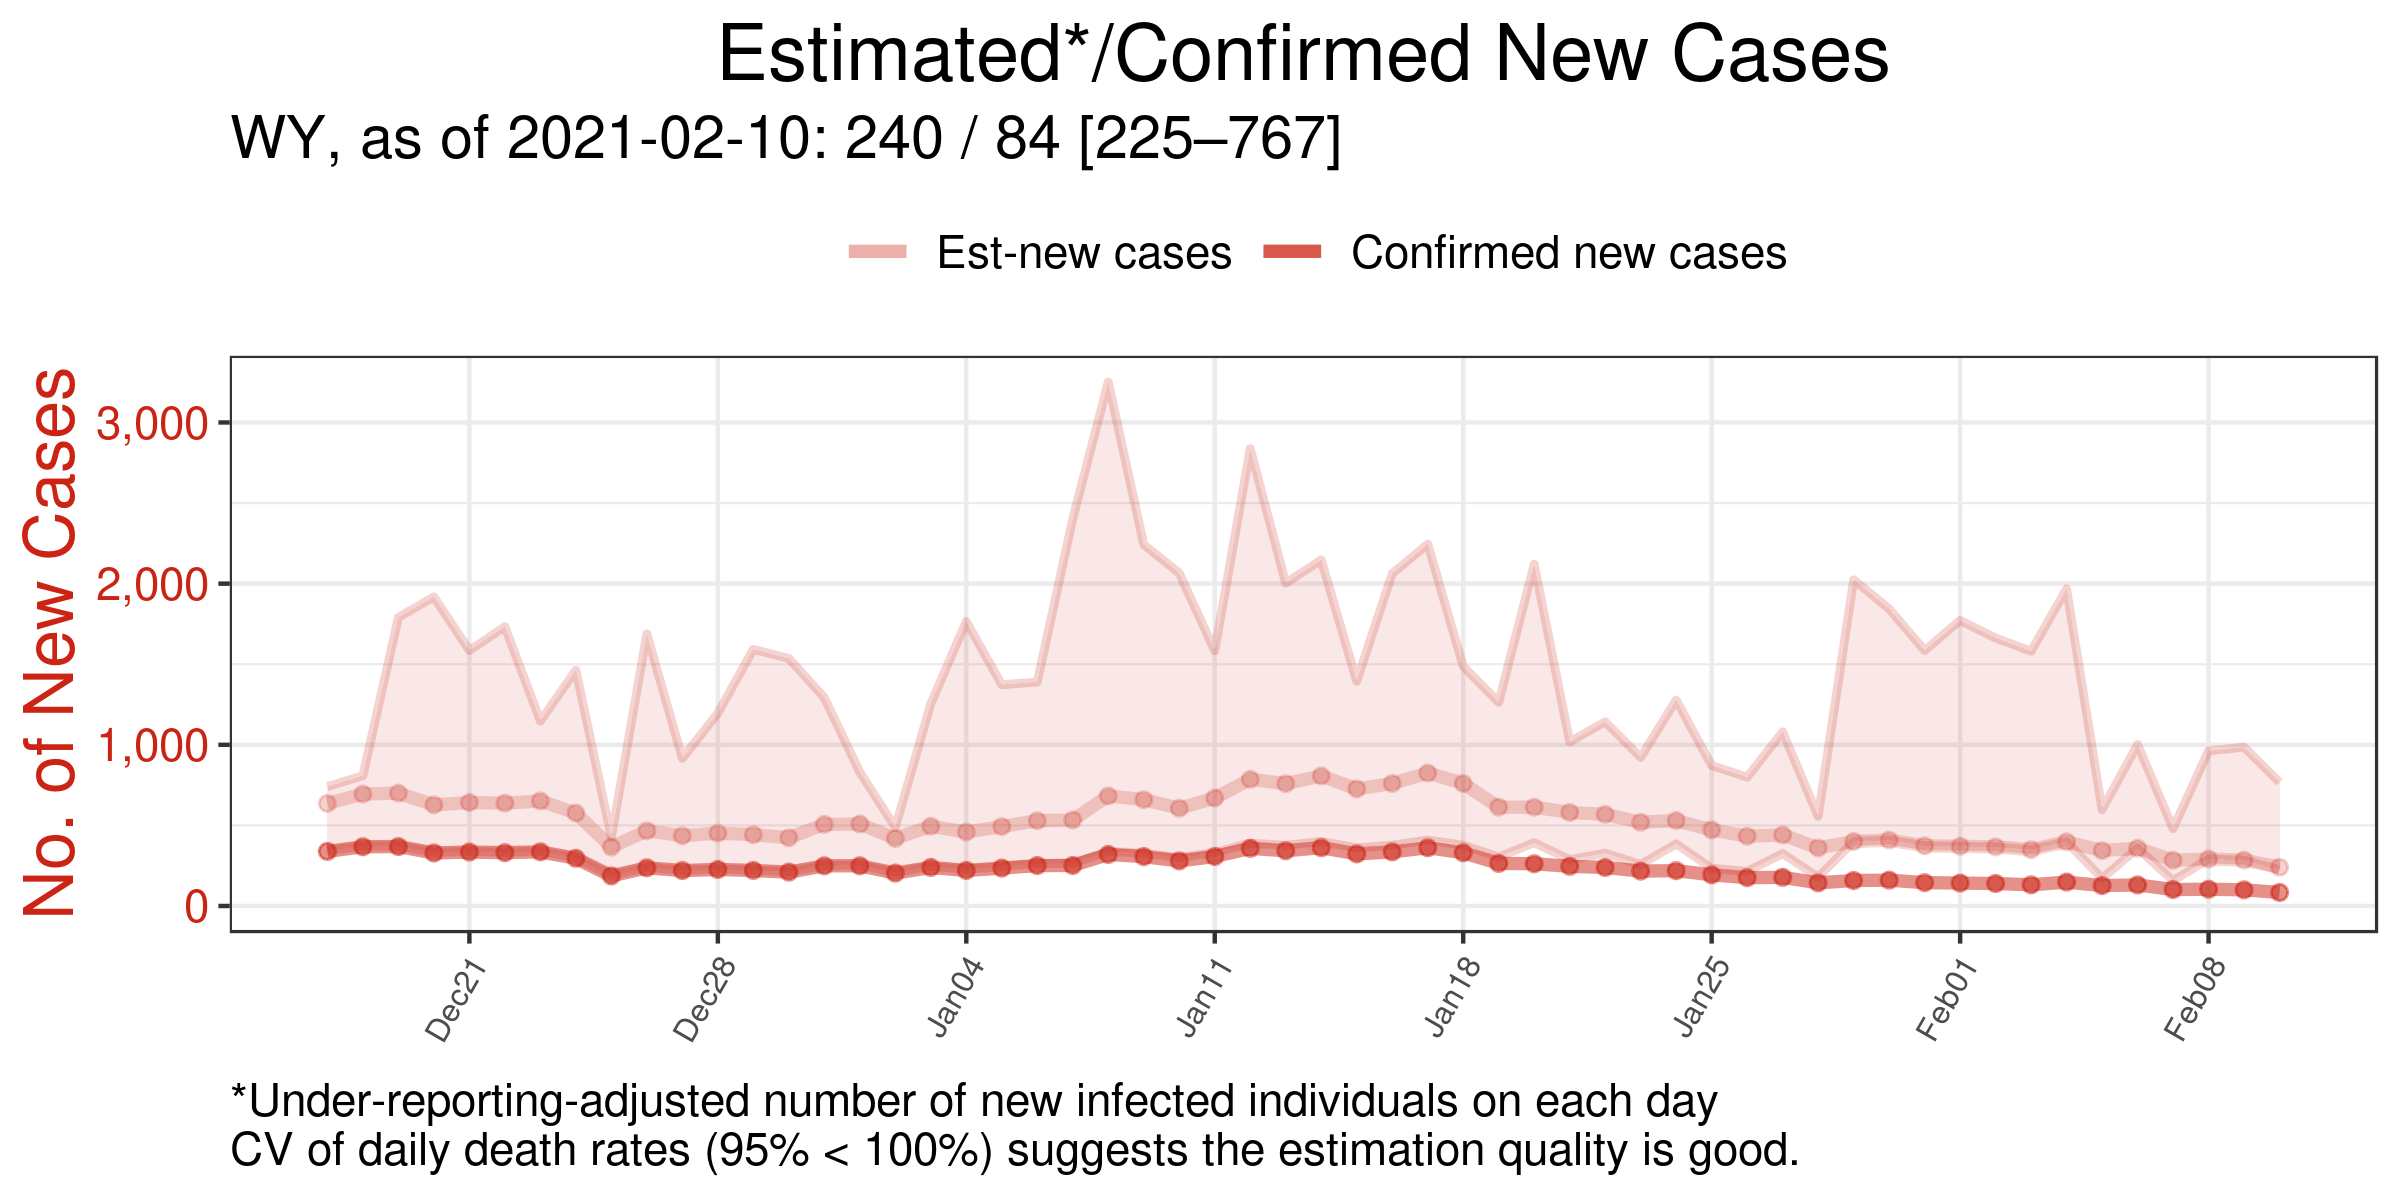 Estimated*/Confirmed New Cases
WY, as of 2021-02-10: 240 / 84 [225–767]
Est-new cases
Confirmed new cases
No. of New Cases
3,000
2,000
1,000
0
Dec21
Dec28
Jan04
Jan11
Jan18
Jan25
Feb01
Feb08
*Under-reporting-adjusted number of new infected individuals on each day
CV of daily death rates (95% < 100%) suggests the estimation quality is good.